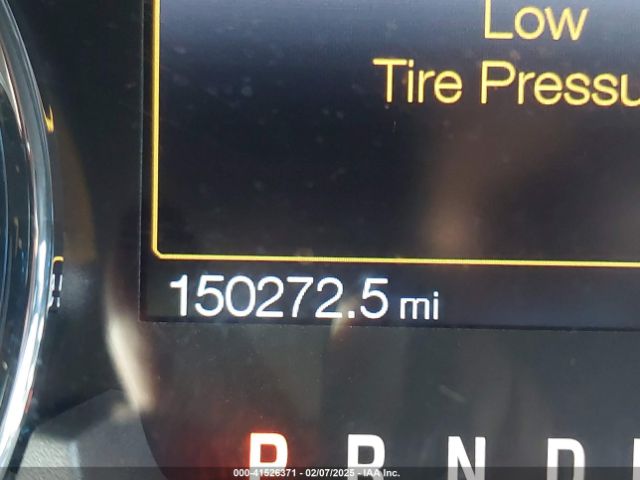 Low
Tire Pressu
150272.5 mi
P R N D
000-41526371 - 02/07/2025 - IAA Inc.